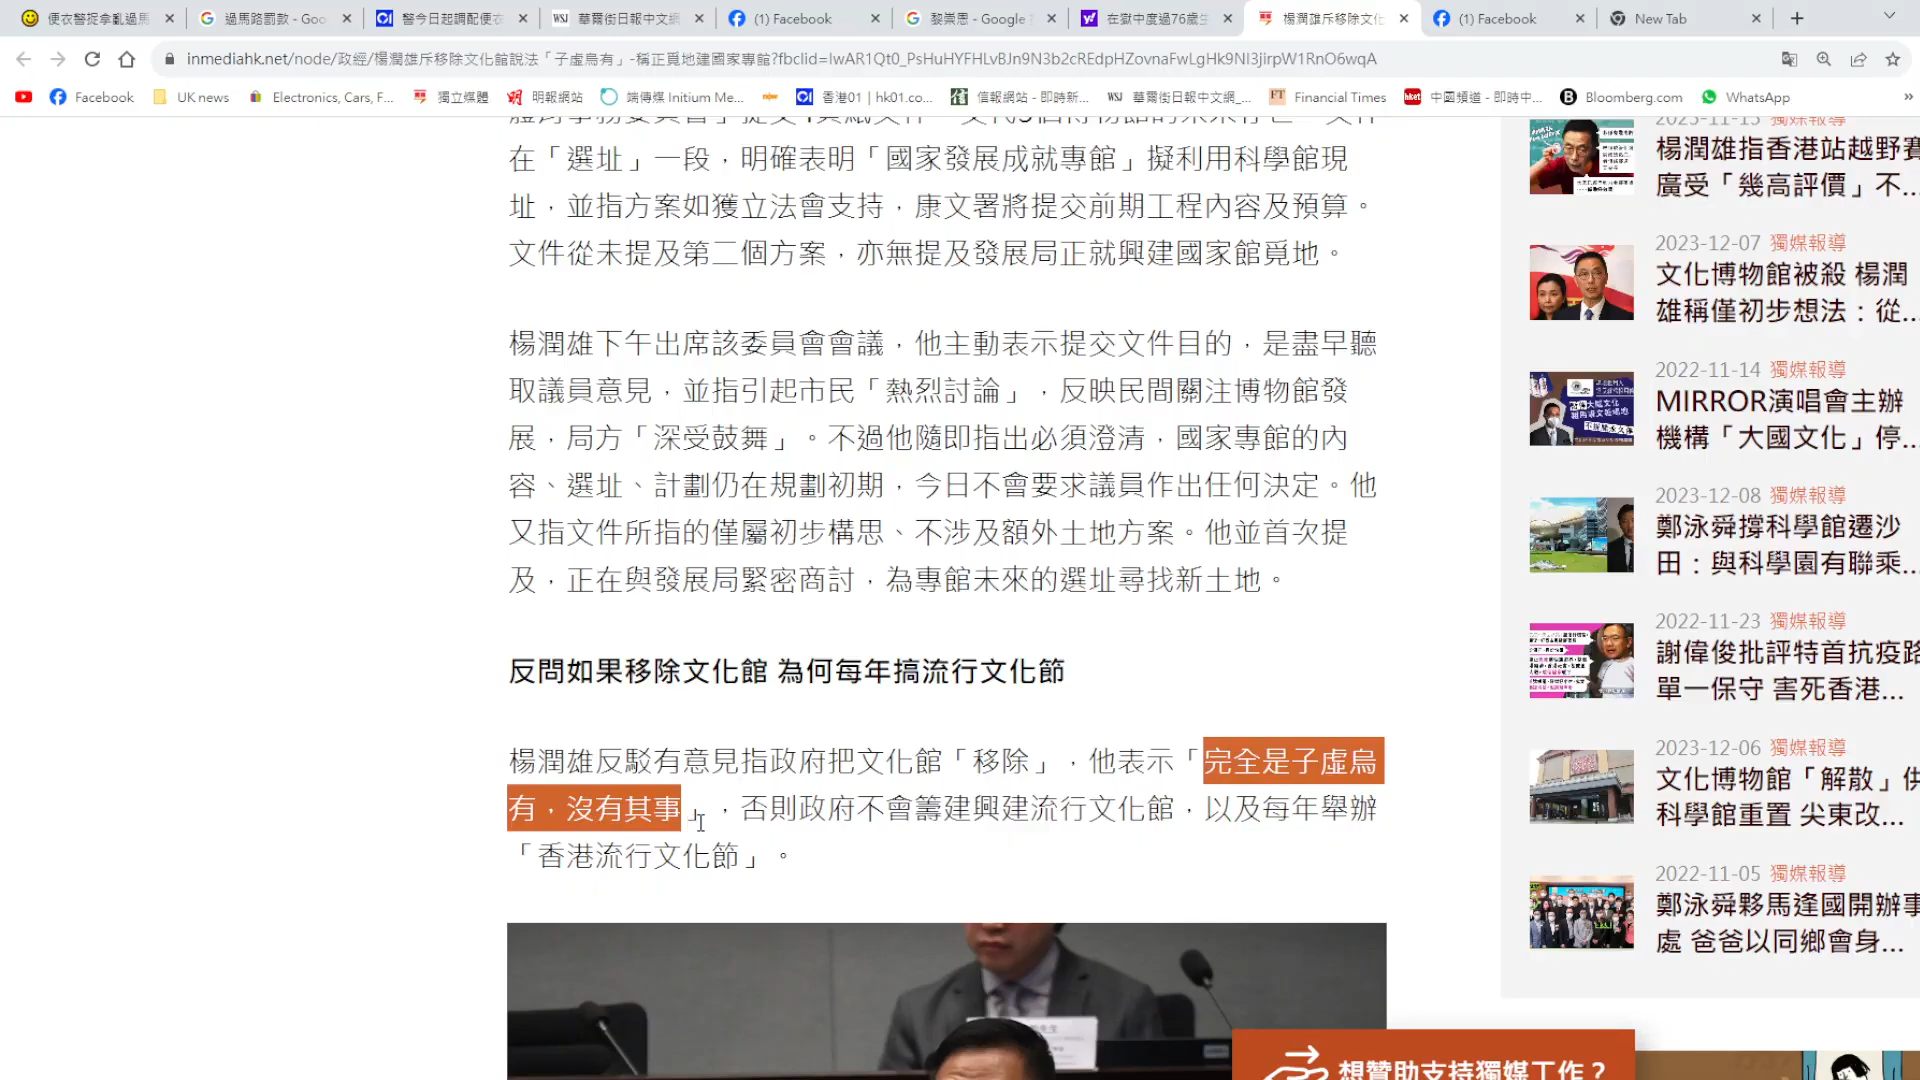 便衣警捉拿亂過馬
過馬路罰款 - Goo
警今日起調配便衣
華爾街日報中文網
(1) Facebook
黎崇恩 - Google
在獄中度過76歲生
楊潤雄斥移除文化
(1) Facebook
New Tab
inmediahk.net/node/政經/楊潤雄斥移除文化館說法「子虛烏有」-稱正覓地建國家專館?fbclid=IwAR1Qt0_PsHuHYFHLvBJn9N3b2cREdpHZovnaFwLgHk9NI3jirpW1RnO6wqA
Facebook
UK news
Electronics, Cars, F...
獨立媒體
明報網站
端傳媒 Initium Me...
香港01 | hk01.co...
信報網站 - 即時新...
WSJ 華爾街日報中文網_...
FT Financial Times
hket 中國頻道 - 即時中...
Bloomberg.com
WhatsApp
在「選址」一段，明確表明「國家發展成就專館」擬利用科學館現
址，並指方案如獲立法會支持，康文署將提交前期工程內容及預算。
文件從未提及第二個方案，亦無提及發展局正就興建國家館覓地。
楊潤雄下午出席該委員會會議，他主動表示提交文件目的，是盡早聽
取議員意見，並指引起市民「熱烈討論」，反映民間關注博物館發
展，局方「深受鼓舞」。不過他隨即指出必須澄清，國家專館的內
容、選址、計劃仍在規劃初期，今日不會要求議員作出任何決定。他
又指文件所指的僅屬初步構思、不涉及額外土地方案。他並首次提
及，正在與發展局緊密商討，為專館未來的選址尋找新土地。
反問如果移除文化館 為何每年搞流行文化節
楊潤雄反駁有意見指政府把文化館「移除」，他表示「完全是子虛烏
有，沒有其事」，否則政府不會籌建興建流行文化館，以及每年舉辦
「香港流行文化節」。
2023-11-15 獨媒報導
楊潤雄指香港站越野賽
廣受「幾高評價」不...
2023-12-07 獨媒報導
文化博物館被殺 楊潤
雄稱僅初步想法：從...
2022-11-14 獨媒報導
MIRROR演唱會主辦
機構「大國文化」停...
2023-12-08 獨媒報導
鄭泳舜撐科學館遷沙
田：與科學園有聯乘...
2022-11-23 獨媒報導
謝偉俊批評特首抗疫路
單一保守 害死香港...
2023-12-06 獨媒報導
文化博物館「解散」供
科學館重置 尖東改...
2022-11-05 獨媒報導
鄭泳舜夥馬逢國開辦事
處 爸爸以同鄉會身...
想贊助支持獨媒工作？